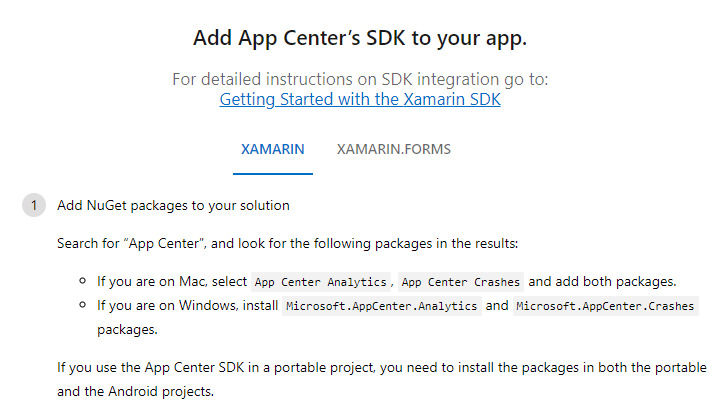 Add App Center’s SDK to your app.
For detailed instructions on SDK integration go to:
Getting Started with the Xamarin SDK
XAMARIN XAMARIN.FORMS
1 Add NuGet packages to your solution
Search for “App Center”, and look for the following packages in the results:
If you are on Mac, select App Center Analytics, App Center Crashes and add both packages.
If you are on Windows, install Microsoft.AppCenter.Analytics and Microsoft.AppCenter.Crashes
packages.
If you use the App Center SDK in a portable project, you need to install the packages in both the portable
and the Android projects.